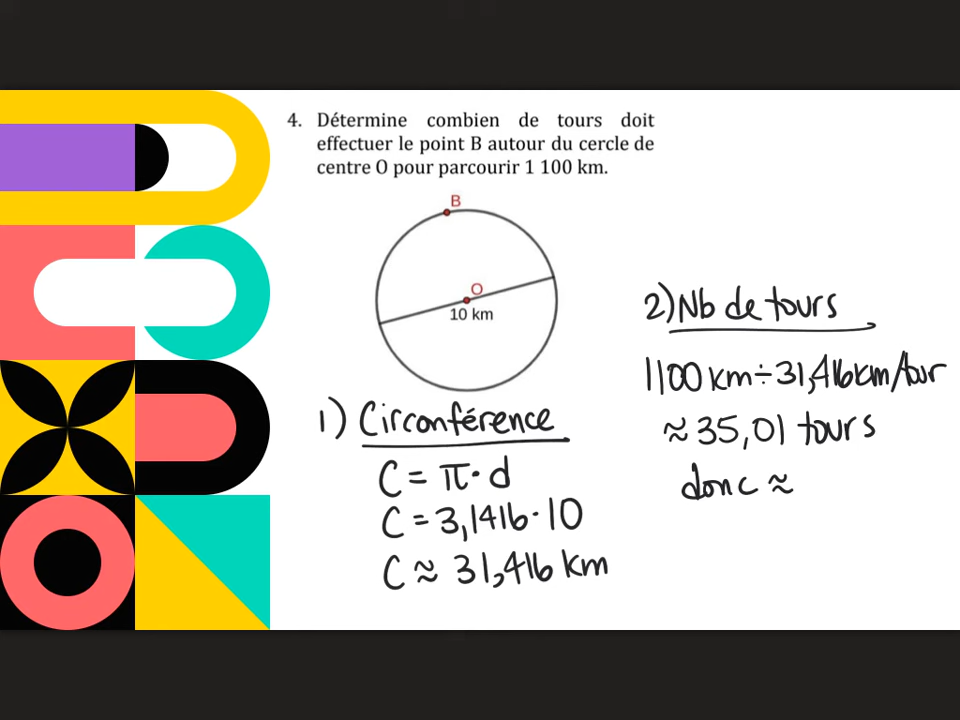 4. Détermine combien de tours doit
effectuer le point B autour du cercle de
centre O pour parcourir 1 100 km.
B
O
10 km
1) Circonférence
C = π · d
C = 3,1416 · 10
C ≈ 31,416 km
2) Nb de tours
1100 km ÷ 31,416 km/tour
≈ 35,01 tours
donc ≈